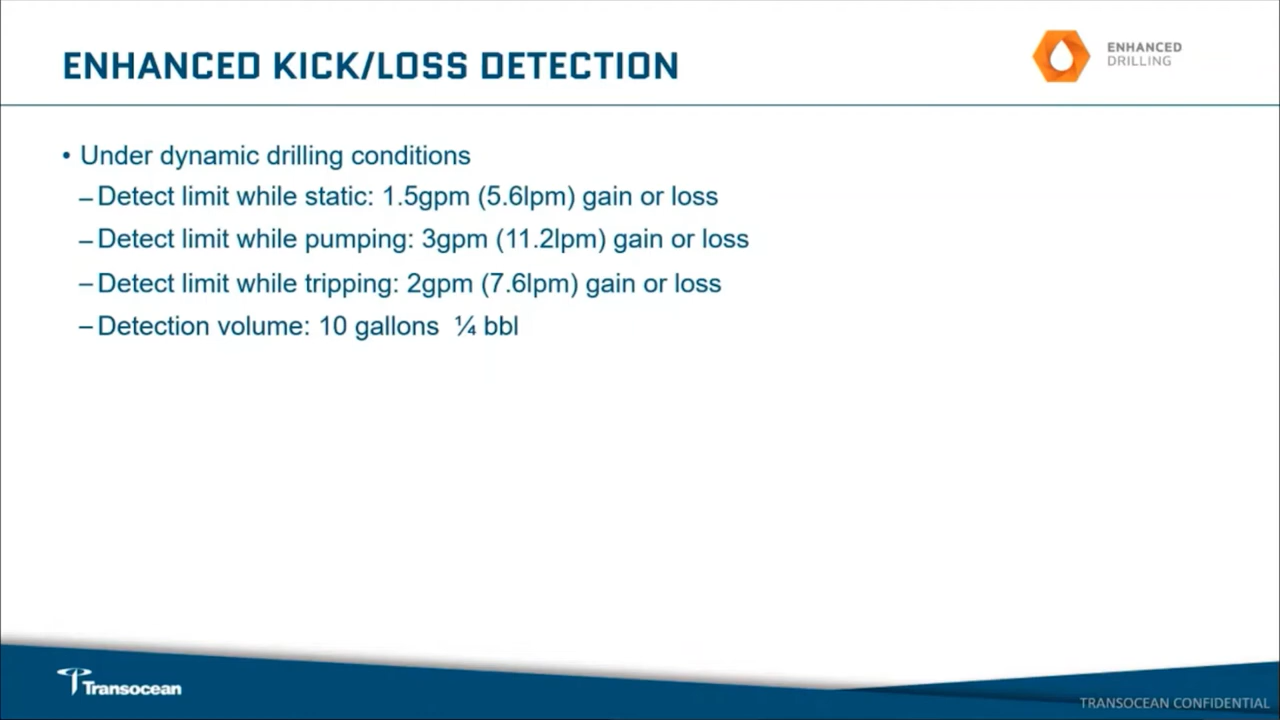 ENHANCED KICK/LOSS DETECTION
ENHANCED
DRILLING
• Under dynamic drilling conditions
– Detect limit while static: 1.5gpm (5.6lpm) gain or loss
– Detect limit while pumping: 3gpm (11.2lpm) gain or loss
– Detect limit while tripping: 2gpm (7.6lpm) gain or loss
– Detection volume: 10 gallons ¼ bbl
Transocean
TRANSOCEAN CONFIDENTIAL